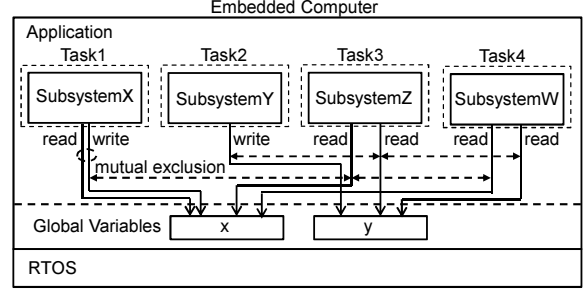 Embedded Computer
Application
Task1 Task2 Task3 Task4
SubsystemX SubsystemY SubsystemZ SubsystemW
read write write read read read read
mutual exclusion
Global Variables x y
RTOS